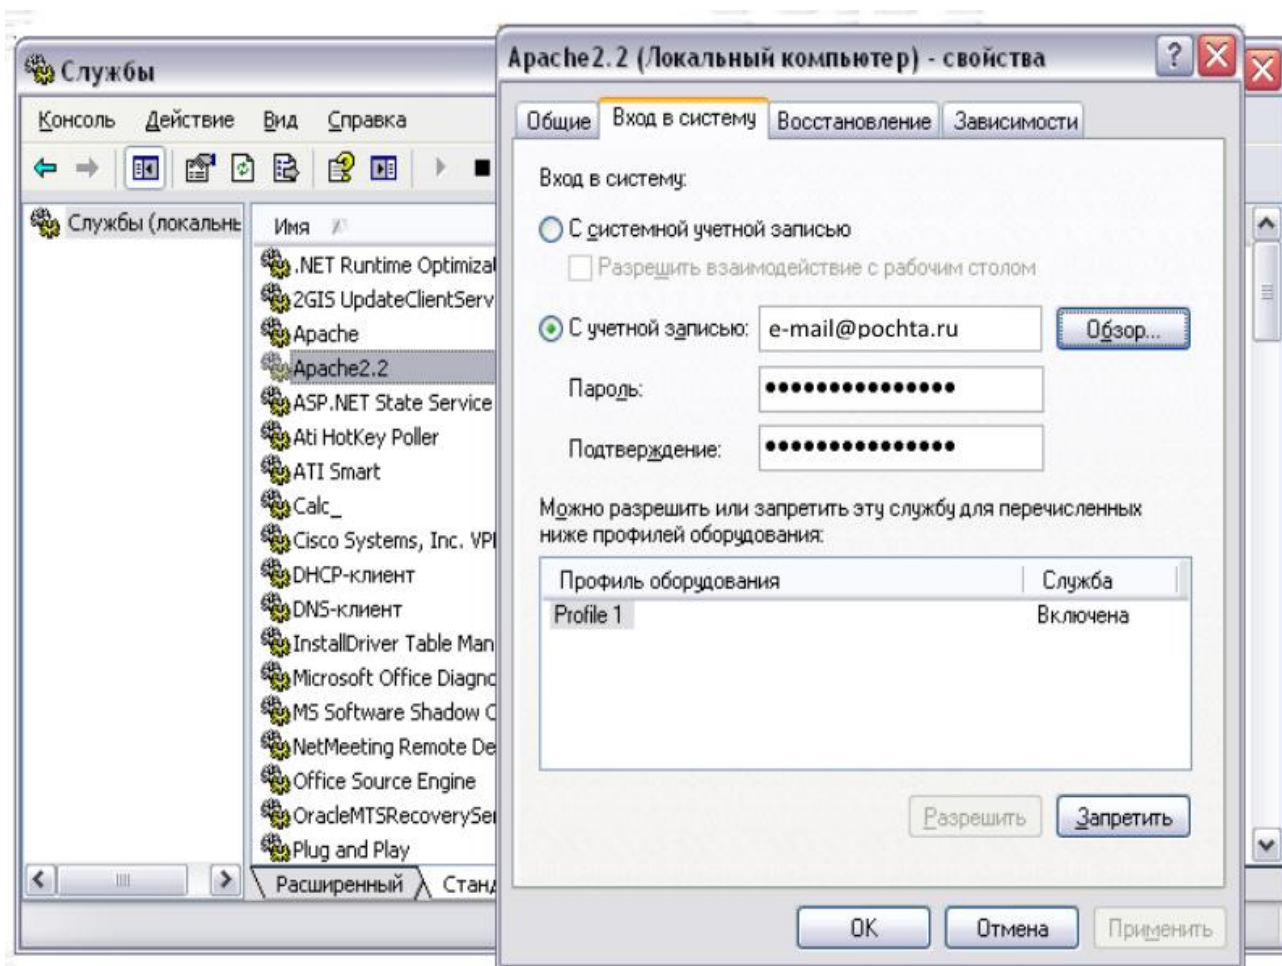 Службы
Консоль Действие Вид Справка
Службы (локальнь
Имя
.NET Runtime Optimizal
2GIS UpdateClientServ
Apache
Apache2.2
ASP.NET State Service
Ati HotKey Poller
ATI Smart
Calc_
Cisco Systems, Inc. VPI
DHCP-клиент
DNS-клиент
InstallDriver Table Man
Microsoft Office Diagnc
MS Software Shadow C
NetMeeting Remote De
Office Source Engine
OracleMTSRecoverySer
Plug and Play
Расширенный Станд
Apache2.2 (Локальный компьютер) - свойства
Общие Вход в систему Восстановление Зависимости
Вход в систему:
С системной учетной записью
Разрешить взаимодействие с рабочим столом
С учетной записью: e-mail@pochta.ru Обзор...
Пароль: •••••••••••••••
Подтверждение: •••••••••••••••
Можно разрешить или запретить эту службу для перечисленных
ниже профилей оборудования:
Профиль оборудования Служба
Profile 1 Включена
Разрешить Запретить
OK Отмена Применить